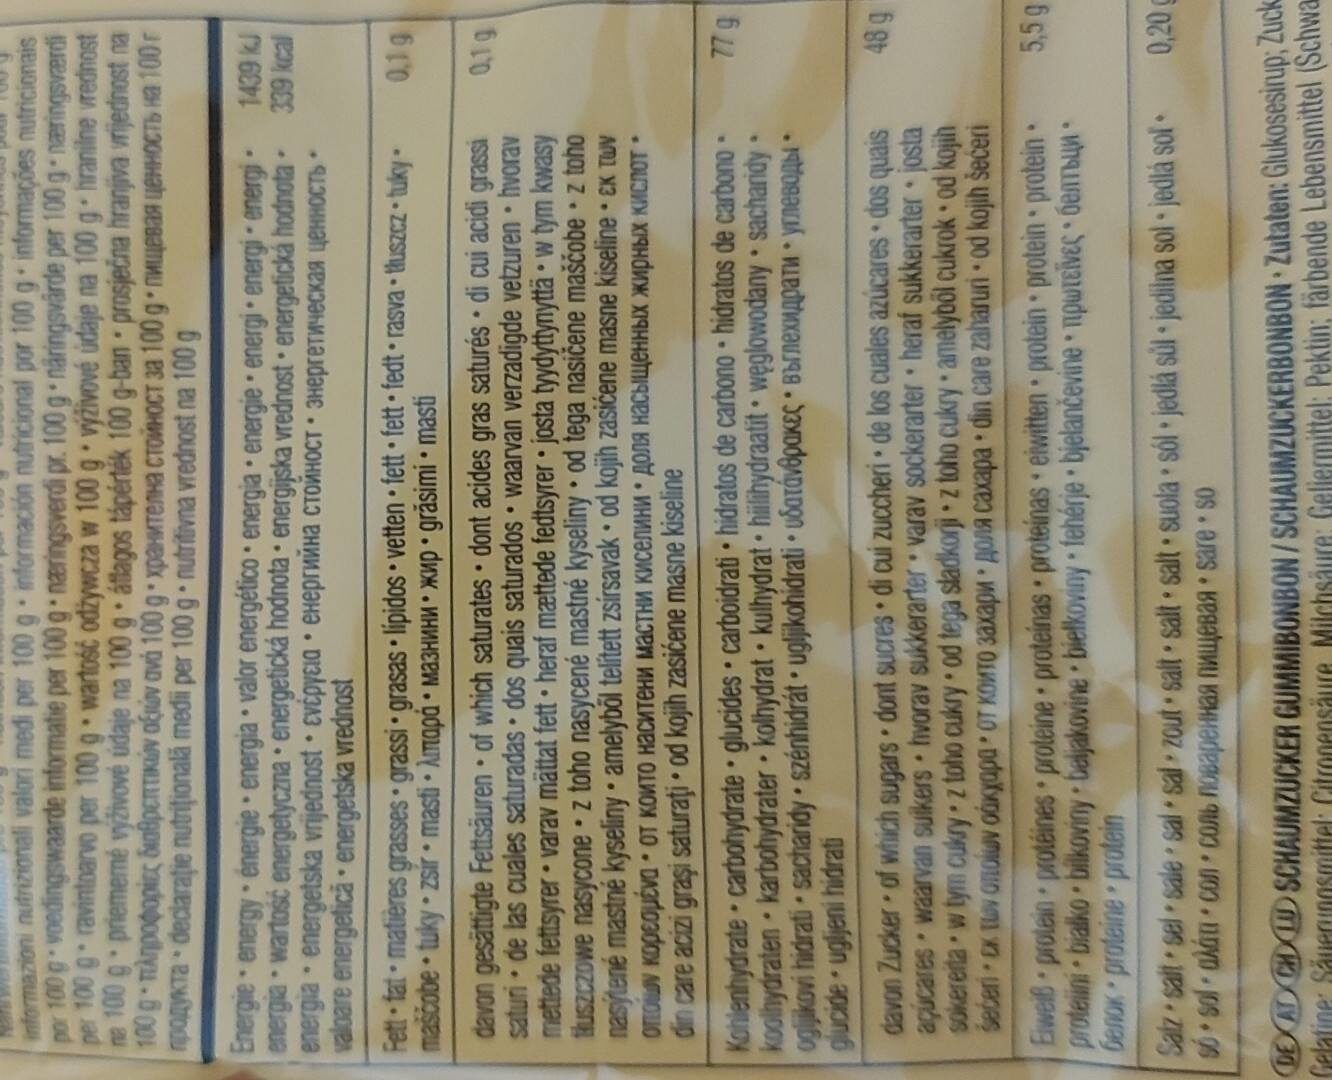 informazioni nutrizionali valori medi per 100 g • información nutricional por 100 g • informações nutricionais
por 100 g • voedingswaarde informatie per 100 g • næringsverdi pr. 100 g • näringsvärde per 100 g • næringsværdi
per 100 g • ravintoarvo per 100 g • wartość odżywcza w 100 g • výživové údaje na 100 g • hranilne vrednost
na 100 g • priemerné výživové údaje na 100 g • átlagos tápérték 100 g-ban • prosječna hranjiva vrijednost na
100 g • πληροφορίες διαθρεπτικών αξιών ανά 100 g • хранителна стойност за 100 g • пищевая ценность на 100 г
продукта • declarație nutrițională medii per 100 g • nutritivna vrednost na 100 g
Energie • energy • énergie • energia • valor energético • energia • energie • energi • energi • energi • 1439 kJ
energia • wartość energetyczna • energetická hodnota • energijska vrednost • energetická hodnota • 339 kcal
energia • energetska vrijednost • ενέργεια • енергийна стойност • энергетическая ценность •
valoare energetică • energetska vrednost
Fett • fat • matières grasses • grassi • grasas • lípidos • vetten • fett • fett • fedt • rasva • tłuszcz • tuky • 0,1 g
maščobe • tuky • zsír • masti • λιπαρά • мазнини • жир • grăsimi • masti
davon gesättigte Fettsäuren • of which saturates • dont acides gras saturés • di cui acidi grassi 0,1 g
saturi • de las cuales saturadas • dos quais saturados • waarvan verzadigde vetzuren • hvorav
mettede fettsyrer • varav mättat fett • heraf mættede fedtsyrer • josta tyydyttynyttä • w tym kwasy
tłuszczowe nasycone • z toho nasycené mastné kyseliny • od tega nasičene maščobe • z toho
nasýtené mastné kyseliny • amelyből telített zsírsavak • od kojih zasićene masne kiseline • εκ των
οποίων κορεσμένα • от които наситени мастни киселини • доля насыщенных жирных кислот •
din care acizi grași saturați • od kojih zasićene masne kiseline
Kohlenhydrate • carbohydrate • glucides • carboidrati • hidratos de carbono • hidratos de carbono • 77 g
koolhydraten • karbohydrater • kolhydrat • kulhydrat • hiilihydraatit • węglowodany • sacharidy •
ogljikovi hidrati • sacharidy • szénhidrát • ugljikohidrati • υδατάνθρακες • въглехидрати • углеводы •
glucide • ugljeni hidrati
davon Zucker • of which sugars • dont sucres • di cui zuccheri • de los cuales azúcares • dos quais 48 g
açúcares • waarvan suikers • hvorav sukkerarter • varav sockerarter • heraf sukkerarter • josta
sokereita • w tym cukry • z toho cukry • od tega sladkorji • z toho cukry • amelyből cukrok • od kojih
šećeri • εκ των οποίων σάκχαρα • от които захари • доля сахара • din care zaharuri • od kojih šećeri
Eiweiß • protein • protéines • proteine • proteínas • proteínas • eiwitten • protein • protein • protein • 5,5 g
proteiini • białko • bílkoviny • beljakovine • bielkoviny • fehérje • bjelančevine • πρωτεΐνες • белтъци •
белок • proteine • protein
Salz • salt • sel • sale • sal • sal • zout • salt • salt • salt • suola • sól • jedlá sůl • jedilna sol • jedlá soľ • 0,20 g
só • sol • αλάτι • сол • соль поваренная пищевая • sare • so
DE AT CH LU SCHAUMZUCKER GUMMIBONBON / SCHAUMZUCKERBONBON • Zutaten: Glukosesirup; Zuck
Gelatine; Säuerungsmittel: Citronensäure, Milchsäure; Geliermittel: Pektin; färbende Lebensmittel (Schwa